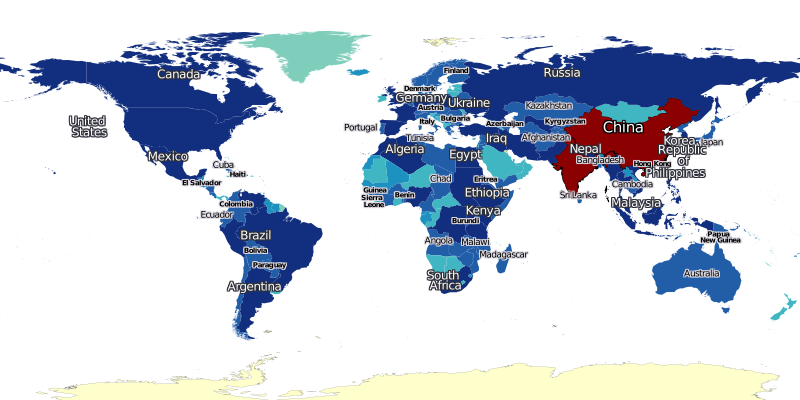 Canada
Russia
Finland
Denmark
Germany
Ukraine
Austria
Kazakhstan
United
States
Italy
Bulgaria
Azerbaijan
Kyrgyzstan
China
Portugal
Tunisia
Iraq
Afghanistan
Korea,
Republic
of
Japan
Mexico
Algeria
Egypt
Nepal
Bangladesh
Hong Kong
Philippines
Cuba
Haiti
El Salvador
Chad
Eritrea
Guinea
Sierra
Leone
Benin
Ethiopia
Sri Lanka
Cambodia
Malaysia
Colombia
Ecuador
Kenya
Burundi
Brazil
Bolivia
Paraguay
Angola
Malawi
Madagascar
Papua
New Guinea
Argentina
South
Africa
Australia